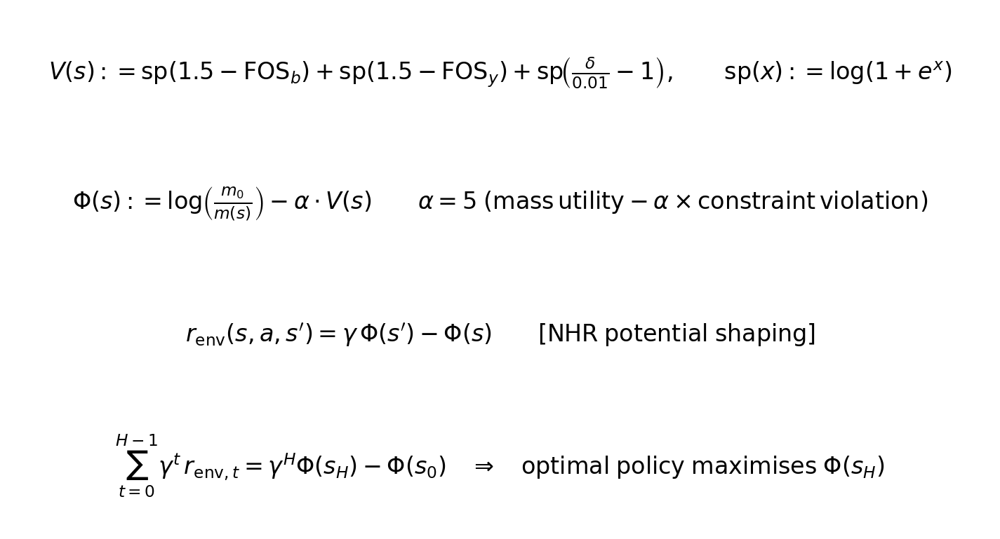 V(s) := sp(1.5 − FOS_b) + sp(1.5 − FOS_y) + sp(δ/0.01 − 1),  sp(x) := log(1 + e^x)
Φ(s) := log(m_0/m(s)) − α · V(s)  α = 5 (mass utility − α × constraint violation)
r_env(s, a, s′) = γ Φ(s′) − Φ(s)  [NHR potential shaping]
∑_{t=0}^{H−1} γ^t r_{env, t} = γ^H Φ(s_H) − Φ(s_0)  ⇒  optimal policy maximises Φ(s_H)